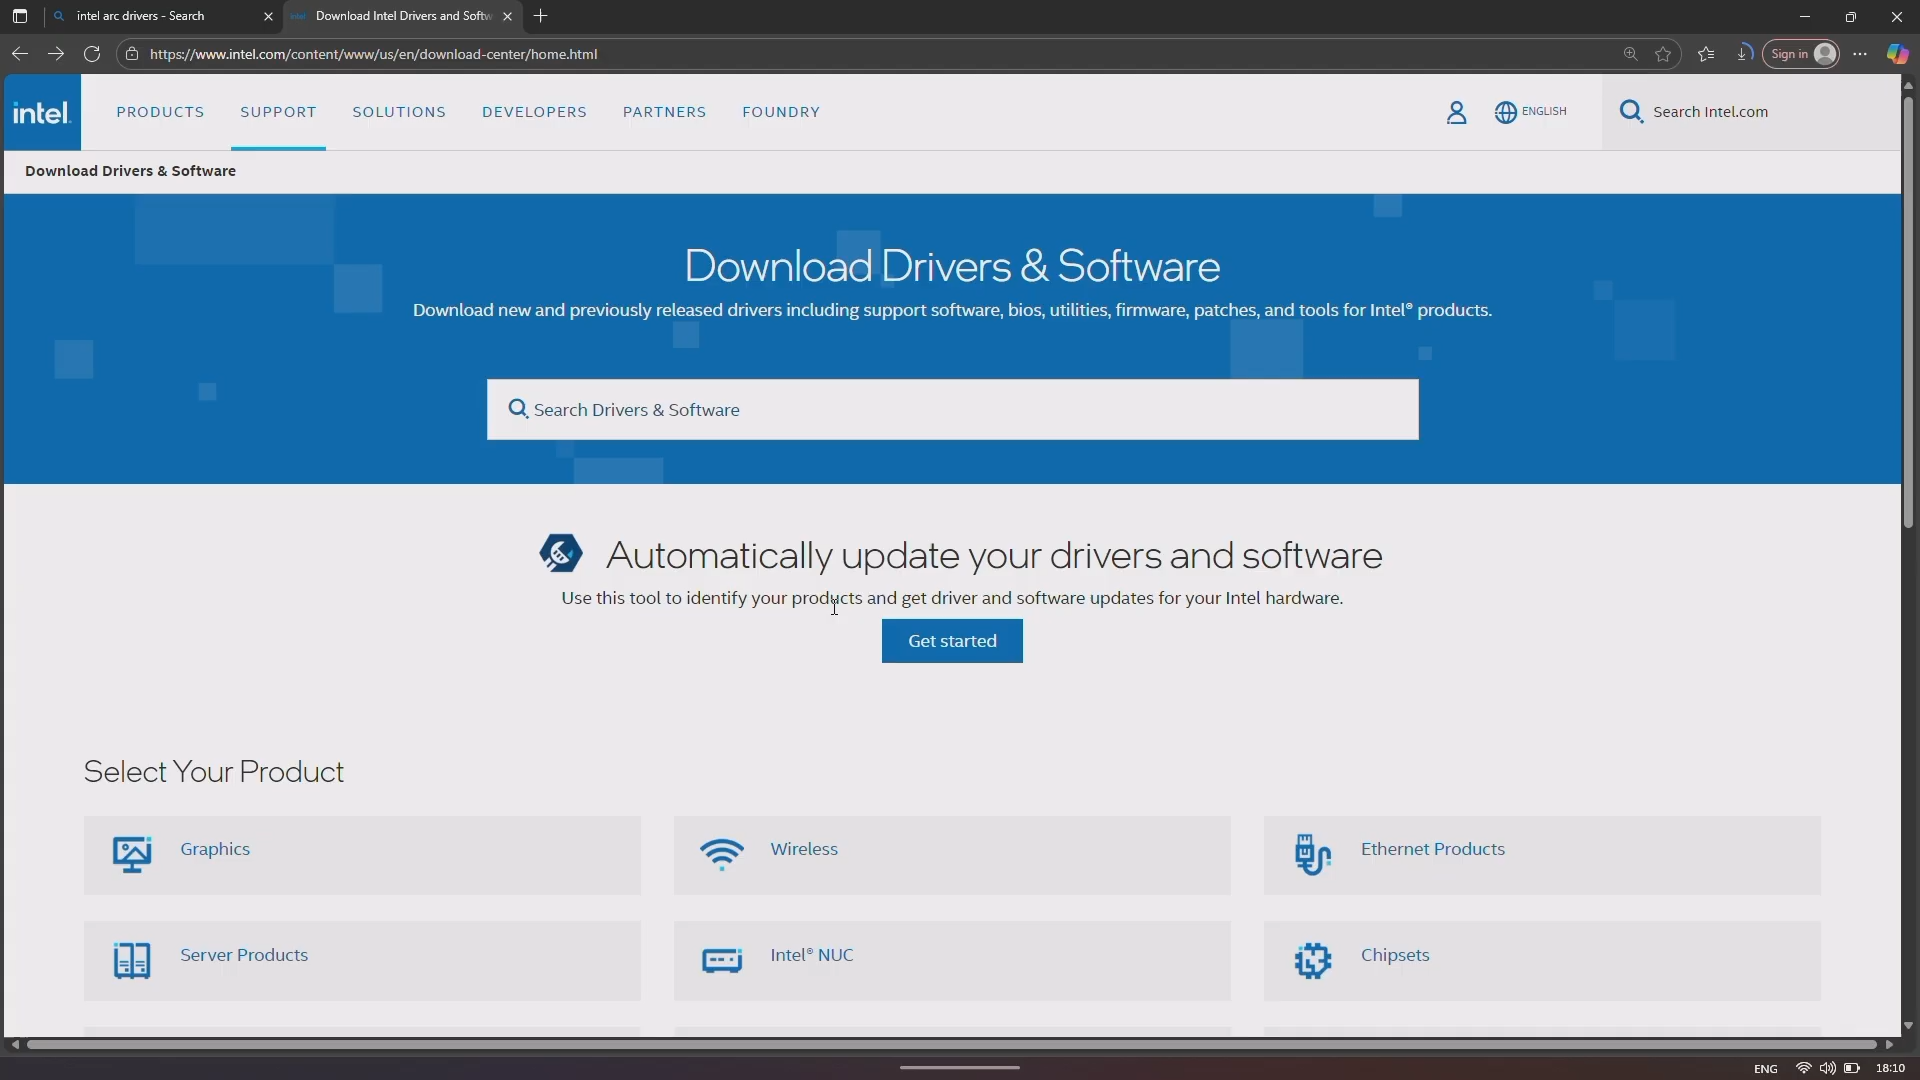 intel arc drivers - Search
intel
Download Intel Drivers and Softw
https://www.intel.com/content/www/us/en/download-center/home.html
Sign in
intel.
PRODUCTS
SUPPORT
SOLUTIONS
DEVELOPERS
PARTNERS
FOUNDRY
ENGLISH
Search Intel.com
Download Drivers & Software
Download Drivers & Software
Download new and previously released drivers including support software, bios, utilities, firmware, patches, and tools for Intel® products.
Search Drivers & Software
Automatically update your drivers and software
Use this tool to identify your products and get driver and software updates for your Intel hardware.
Get started
Select Your Product
Graphics
Wireless
Ethernet Products
Server Products
Intel® NUC
Chipsets
ENG
18:10